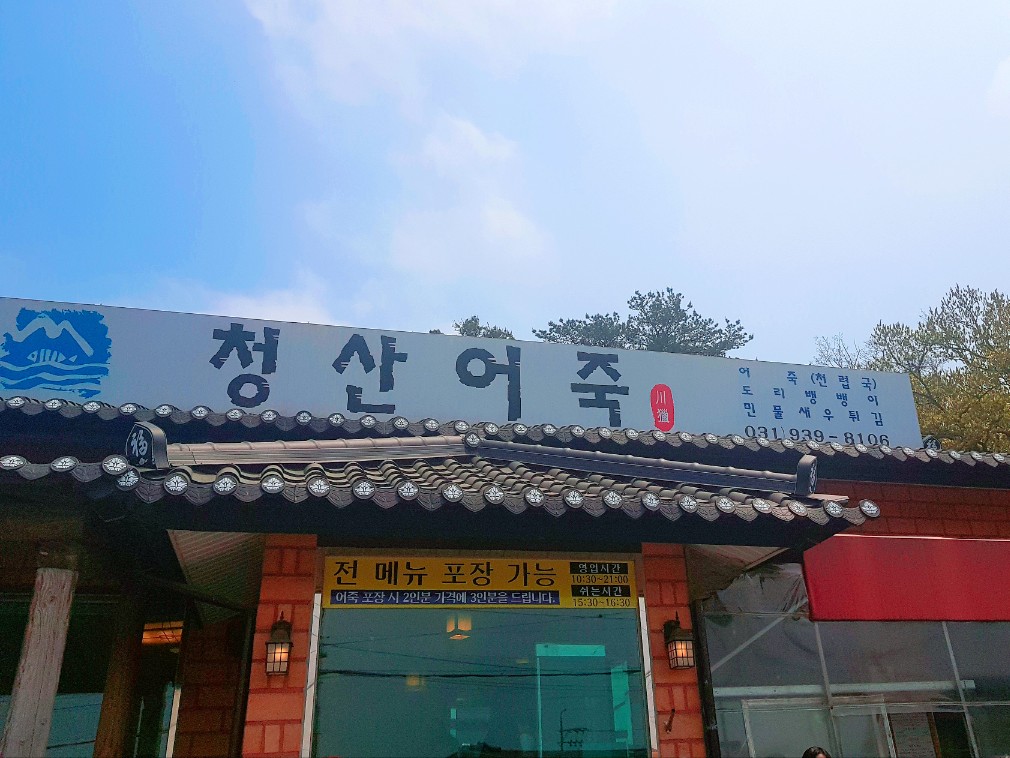 청산어죽
川獵
어 죽(천렵국)
도리뱅뱅이
민물새우튀김
031)939-8106
福
전 메뉴 포장 가능
어죽 포장 시 2인분 가격에 3인분을 드립니다.
영업시간
10:30~21:00
쉬는시간
15:30~16:30